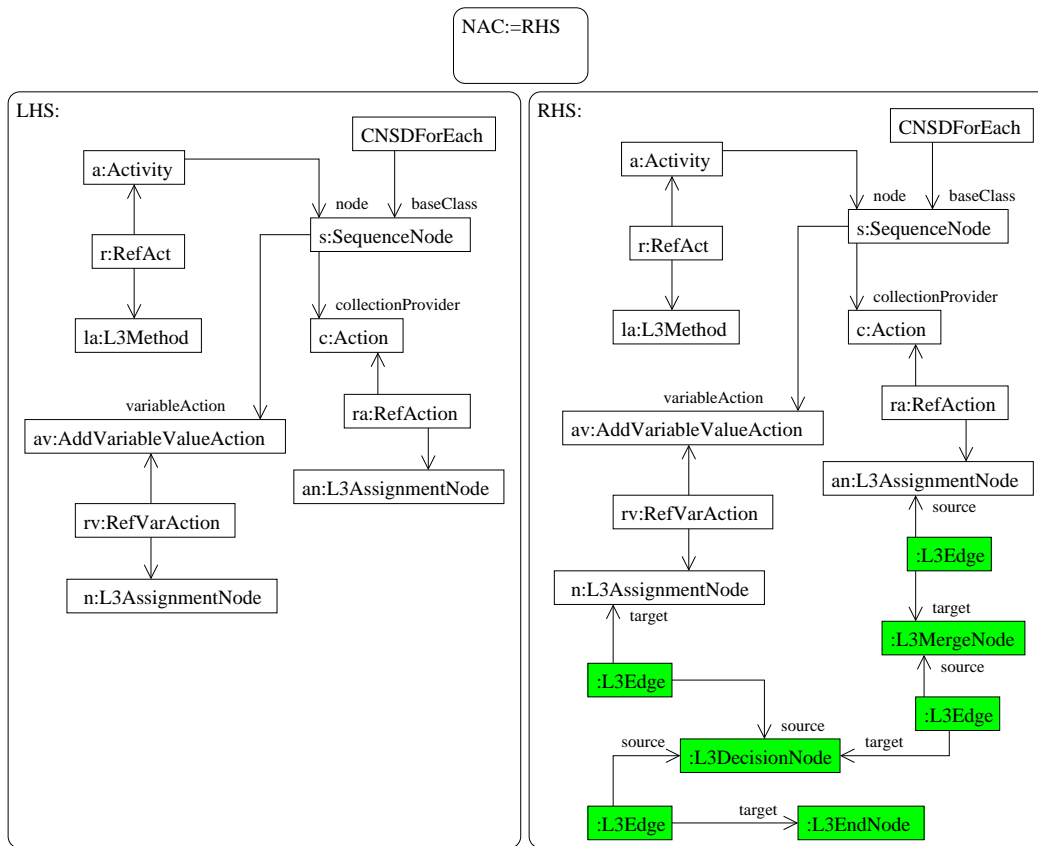 NAC:=RHS
LHS:
CNSDForEach
a:Activity
node
baseClass
r:RefAct
s:SequenceNode
collectionProvider
la:L3Method
c:Action
variableAction
ra:RefAction
av:AddVariableValueAction
an:L3AssignmentNode
rv:RefVarAction
n:L3AssignmentNode
RHS:
CNSDForEach
a:Activity
node
baseClass
r:RefAct
s:SequenceNode
collectionProvider
la:L3Method
c:Action
variableAction
ra:RefAction
av:AddVariableValueAction
an:L3AssignmentNode
source
rv:RefVarAction
:L3Edge
n:L3AssignmentNode
target
target
:L3MergeNode
source
:L3Edge
:L3Edge
source
source
target
:L3DecisionNode
:L3Edge
target
:L3EndNode